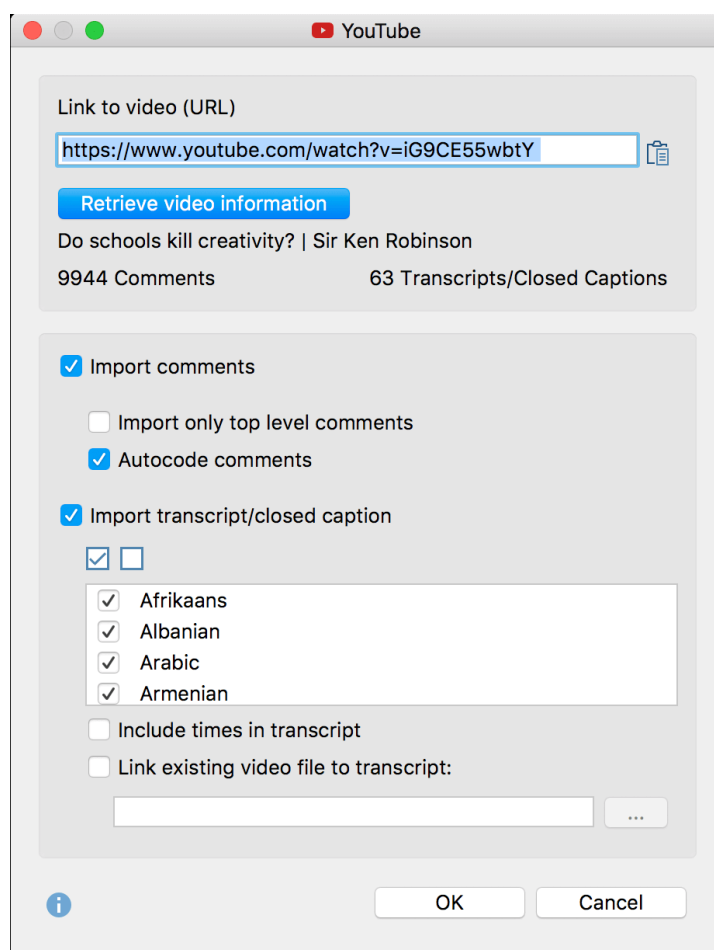 YouTube
Link to video (URL)
https://www.youtube.com/watch?v=iG9CE55wbtY
Retrieve video information
Do schools kill creativity? | Sir Ken Robinson
9944 Comments 63 Transcripts/Closed Captions
Import comments
Import only top level comments
Autocode comments
Import transcript/closed caption
Afrikaans
Albanian
Arabic
Armenian
Include times in transcript
Link existing video file to transcript:
...
OK Cancel